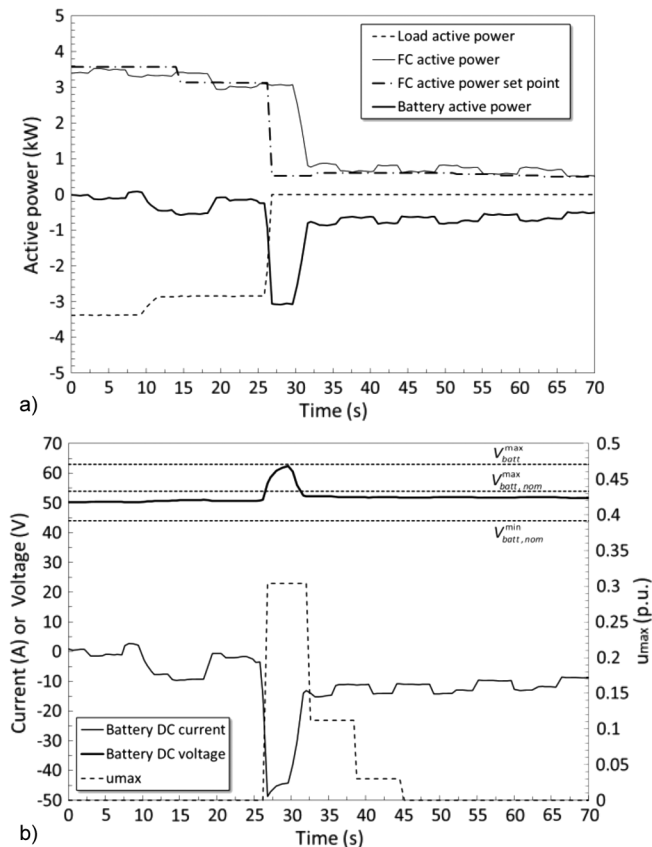 5
4
3
2
1
0
-1
-2
-3
-4
-5
Active power (kW)
Load active power
FC active power
FC active power set point
Battery active power
0 5 10 15 20 25 30 35 40 45 50 55 60 65 70
Time (s)
a)
70
60
50
40
30
20
10
0
-10
-20
-30
-40
-50
Current (A) or Voltage (V)
V_batt^max
V_batt,nom^max
V_batt,nom^min
0.5
0.45
0.4
0.35
0.3
0.25
0.2
0.15
0.1
0.05
0
umax (p.u.)
Battery DC current
Battery DC voltage
umax
0 5 10 15 20 25 30 35 40 45 50 55 60 65 70
Time (s)
b)